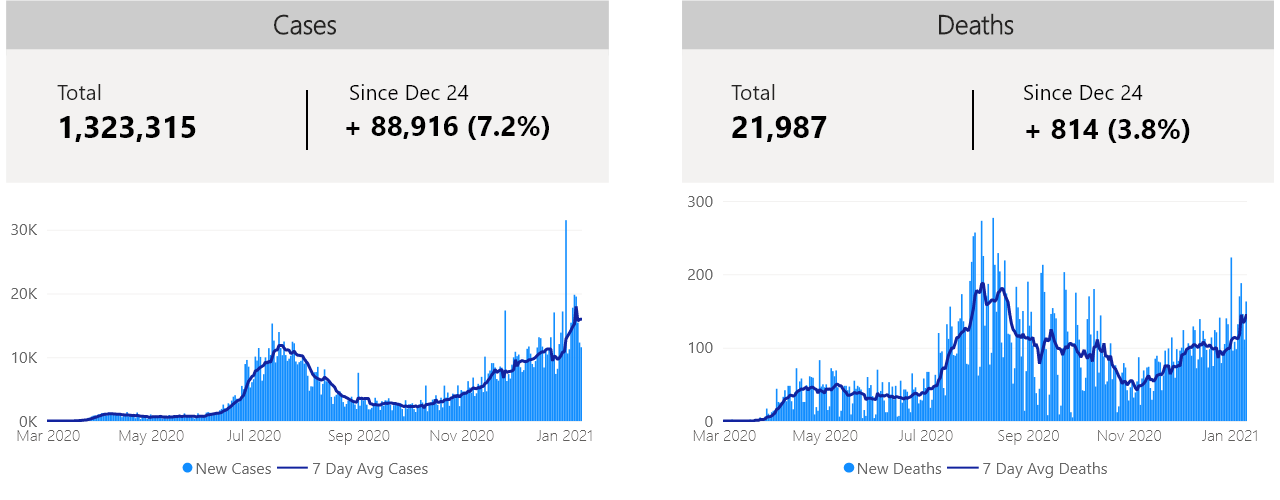 Cases
Total
Since Dec 24
1,323,315
+ 88,916 (7.2%)
30K
20K
10K
0K
Mar 2020 May 2020 Jul 2020 Sep 2020 Nov 2020 Jan 2021
New Cases 7 Day Avg Cases
Deaths
Total
Since Dec 24
21,987
+ 814 (3.8%)
300
200
100
0
Mar 2020 May 2020 Jul 2020 Sep 2020 Nov 2020 Jan 2021
New Deaths 7 Day Avg Deaths